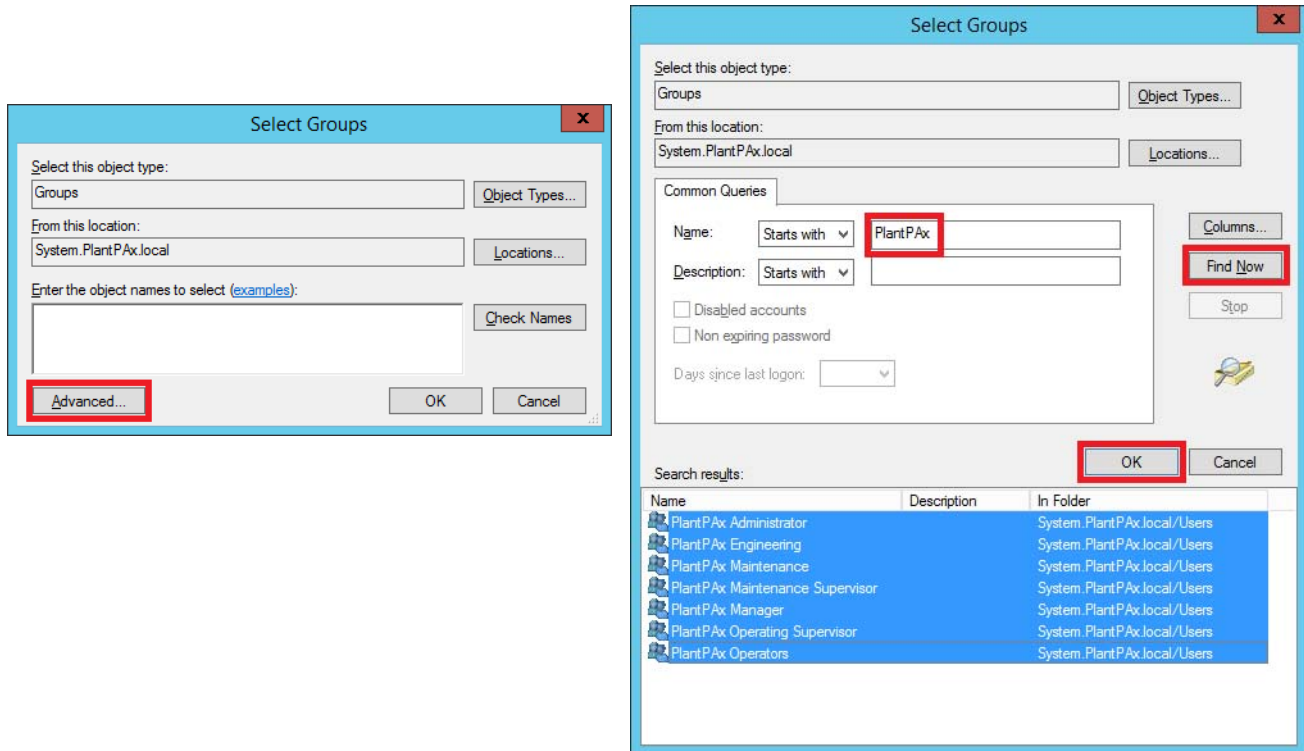 Select Groups
x
Select this object type:
Groups
Object Types...
From this location:
System.PlantPAx.local
Locations...
Enter the object names to select (examples):
Check Names
Advanced...
OK
Cancel
Select Groups
x
Select this object type:
Groups
Object Types...
From this location:
System.PlantPAx.local
Locations...
Common Queries
Name:
Starts with
PlantPAx
Columns...
Description:
Starts with
Find Now
Disabled accounts
Stop
Non expiring password
Days since last logon:
OK
Cancel
Search results:
Name Description In Folder
PlantPAx Administrator System.PlantPAx.local/Users
PlantPAx Engineering System.PlantPAx.local/Users
PlantPAx Maintenance System.PlantPAx.local/Users
PlantPAx Maintenance Supervisor System.PlantPAx.local/Users
PlantPAx Manager System.PlantPAx.local/Users
PlantPAx Operating Supervisor System.PlantPAx.local/Users
PlantPAx Operators System.PlantPAx.local/Users